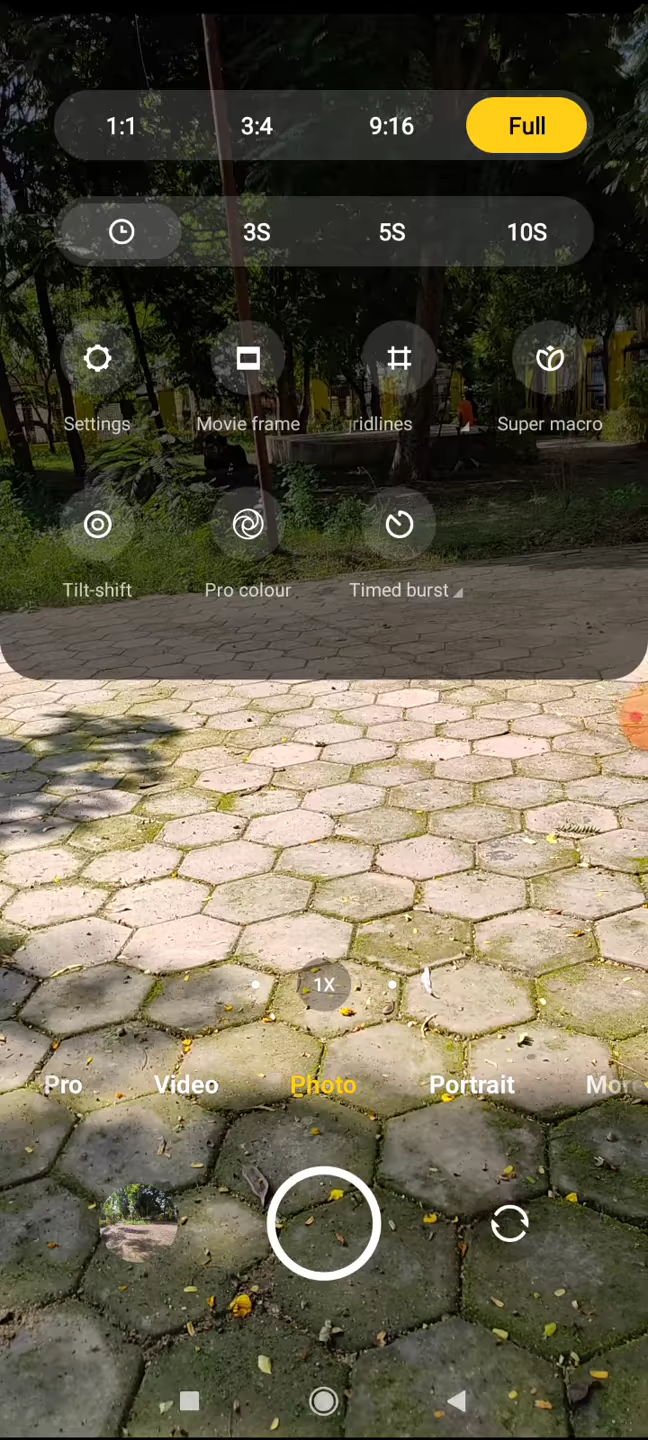 1:1 3:4 9:16 Full
3S 5S 10S
Settings Movie frame ridlines Super macro
Tilt-shift Pro colour Timed burst
1X
Pro Video Photo Portrait More